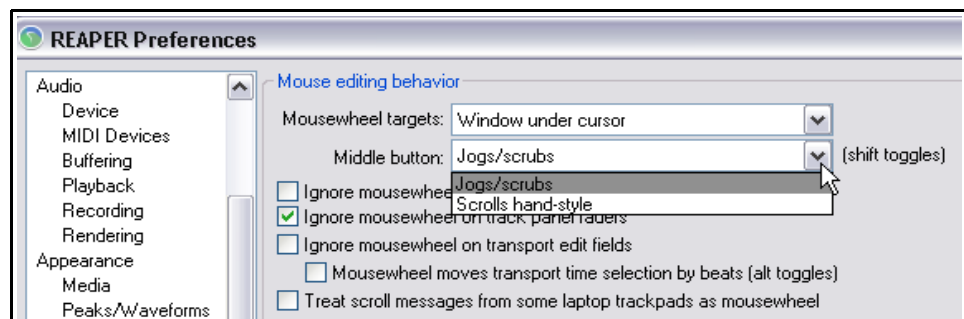 REAPER Preferences
Audio
Device
MIDI Devices
Buffering
Playback
Recording
Rendering
Appearance
Media
Peaks/Waveforms
Mouse editing behavior
Mousewheel targets: Window under cursor
Middle button: Jogs/scrubs (shift toggles)
Jogs/scrubs
Scrolls hand-style
Ignore
Ignore mousewheel on track panel faders
Ignore mousewheel on transport edit fields
Mousewheel moves transport time selection by beats (alt toggles)
Treat scroll messages from some laptop trackpads as mousewheel